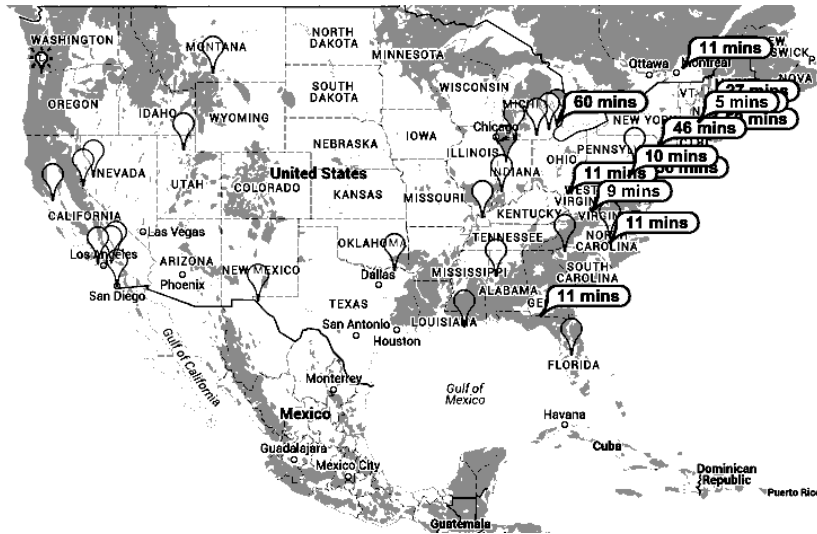 WASHINGTON
MONTANA
NORTH
DAKOTA
MINNESOTA
Ottawa
Montreal
11 mins
OREGON
IDAHO
SOUTH
DAKOTA
WISCONSIN
VT
NOVA
WYOMING
60 mins
5 mins
NEBRASKA
IOWA
Chicago
NEW YORK
46 mins
NEVADA
UTAH
United States
COLORADO
ILLINOIS
INDIANA
OHIO
10 mins
KANSAS
MISSOURI
11 mins
WEST
VIRGINIA
9 mins
CALIFORNIA
KENTUCKY
Las Vegas
OKLAHOMA
TENNESSEE
NORTH
CAROLINA
11 mins
Los Angeles
ARIZONA
Phoenix
NEW MEXICO
Dallas
MISSISSIPPI
SOUTH
CAROLINA
San Diego
ALABAMA
11 mins
TEXAS
San Antonio
Houston
LOUISIANA
Gulf of California
FLORIDA
Monterrey
Gulf of
Mexico
Mexico
Havana
Cuba
Guadalajara
Mexico City
Dominican
Republic
Puerto Rico
Guatemala